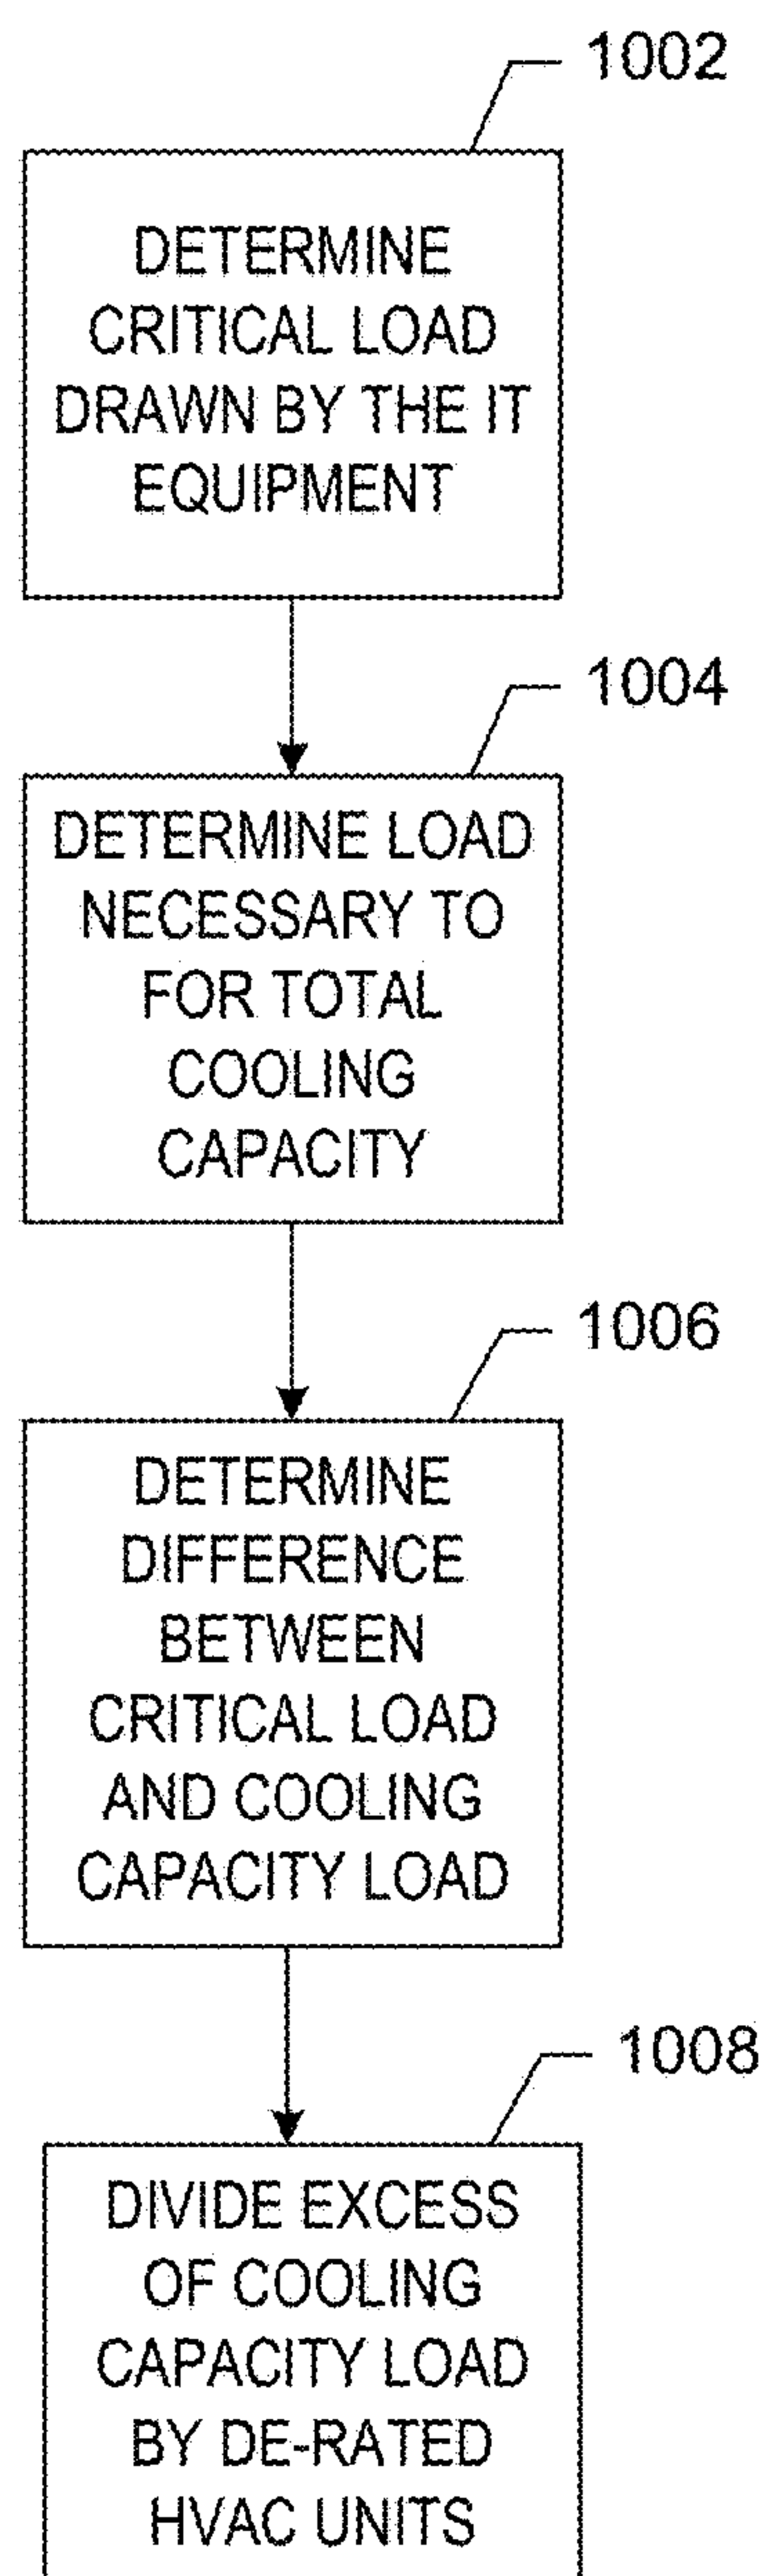 1002
DETERMINE
CRITICAL LOAD
DRAWN BY THE IT
EQUIPMENT
1004
DETERMINE LOAD
NECESSARY TO
FOR TOTAL
COOLING
CAPACITY
1006
DETERMINE
DIFFERENCE
BETWEEN
CRITICAL LOAD
AND COOLING
CAPACITY LOAD
1008
DIVIDE EXCESS
OF COOLING
CAPACITY LOAD
BY DE-RATED
HVAC UNITS